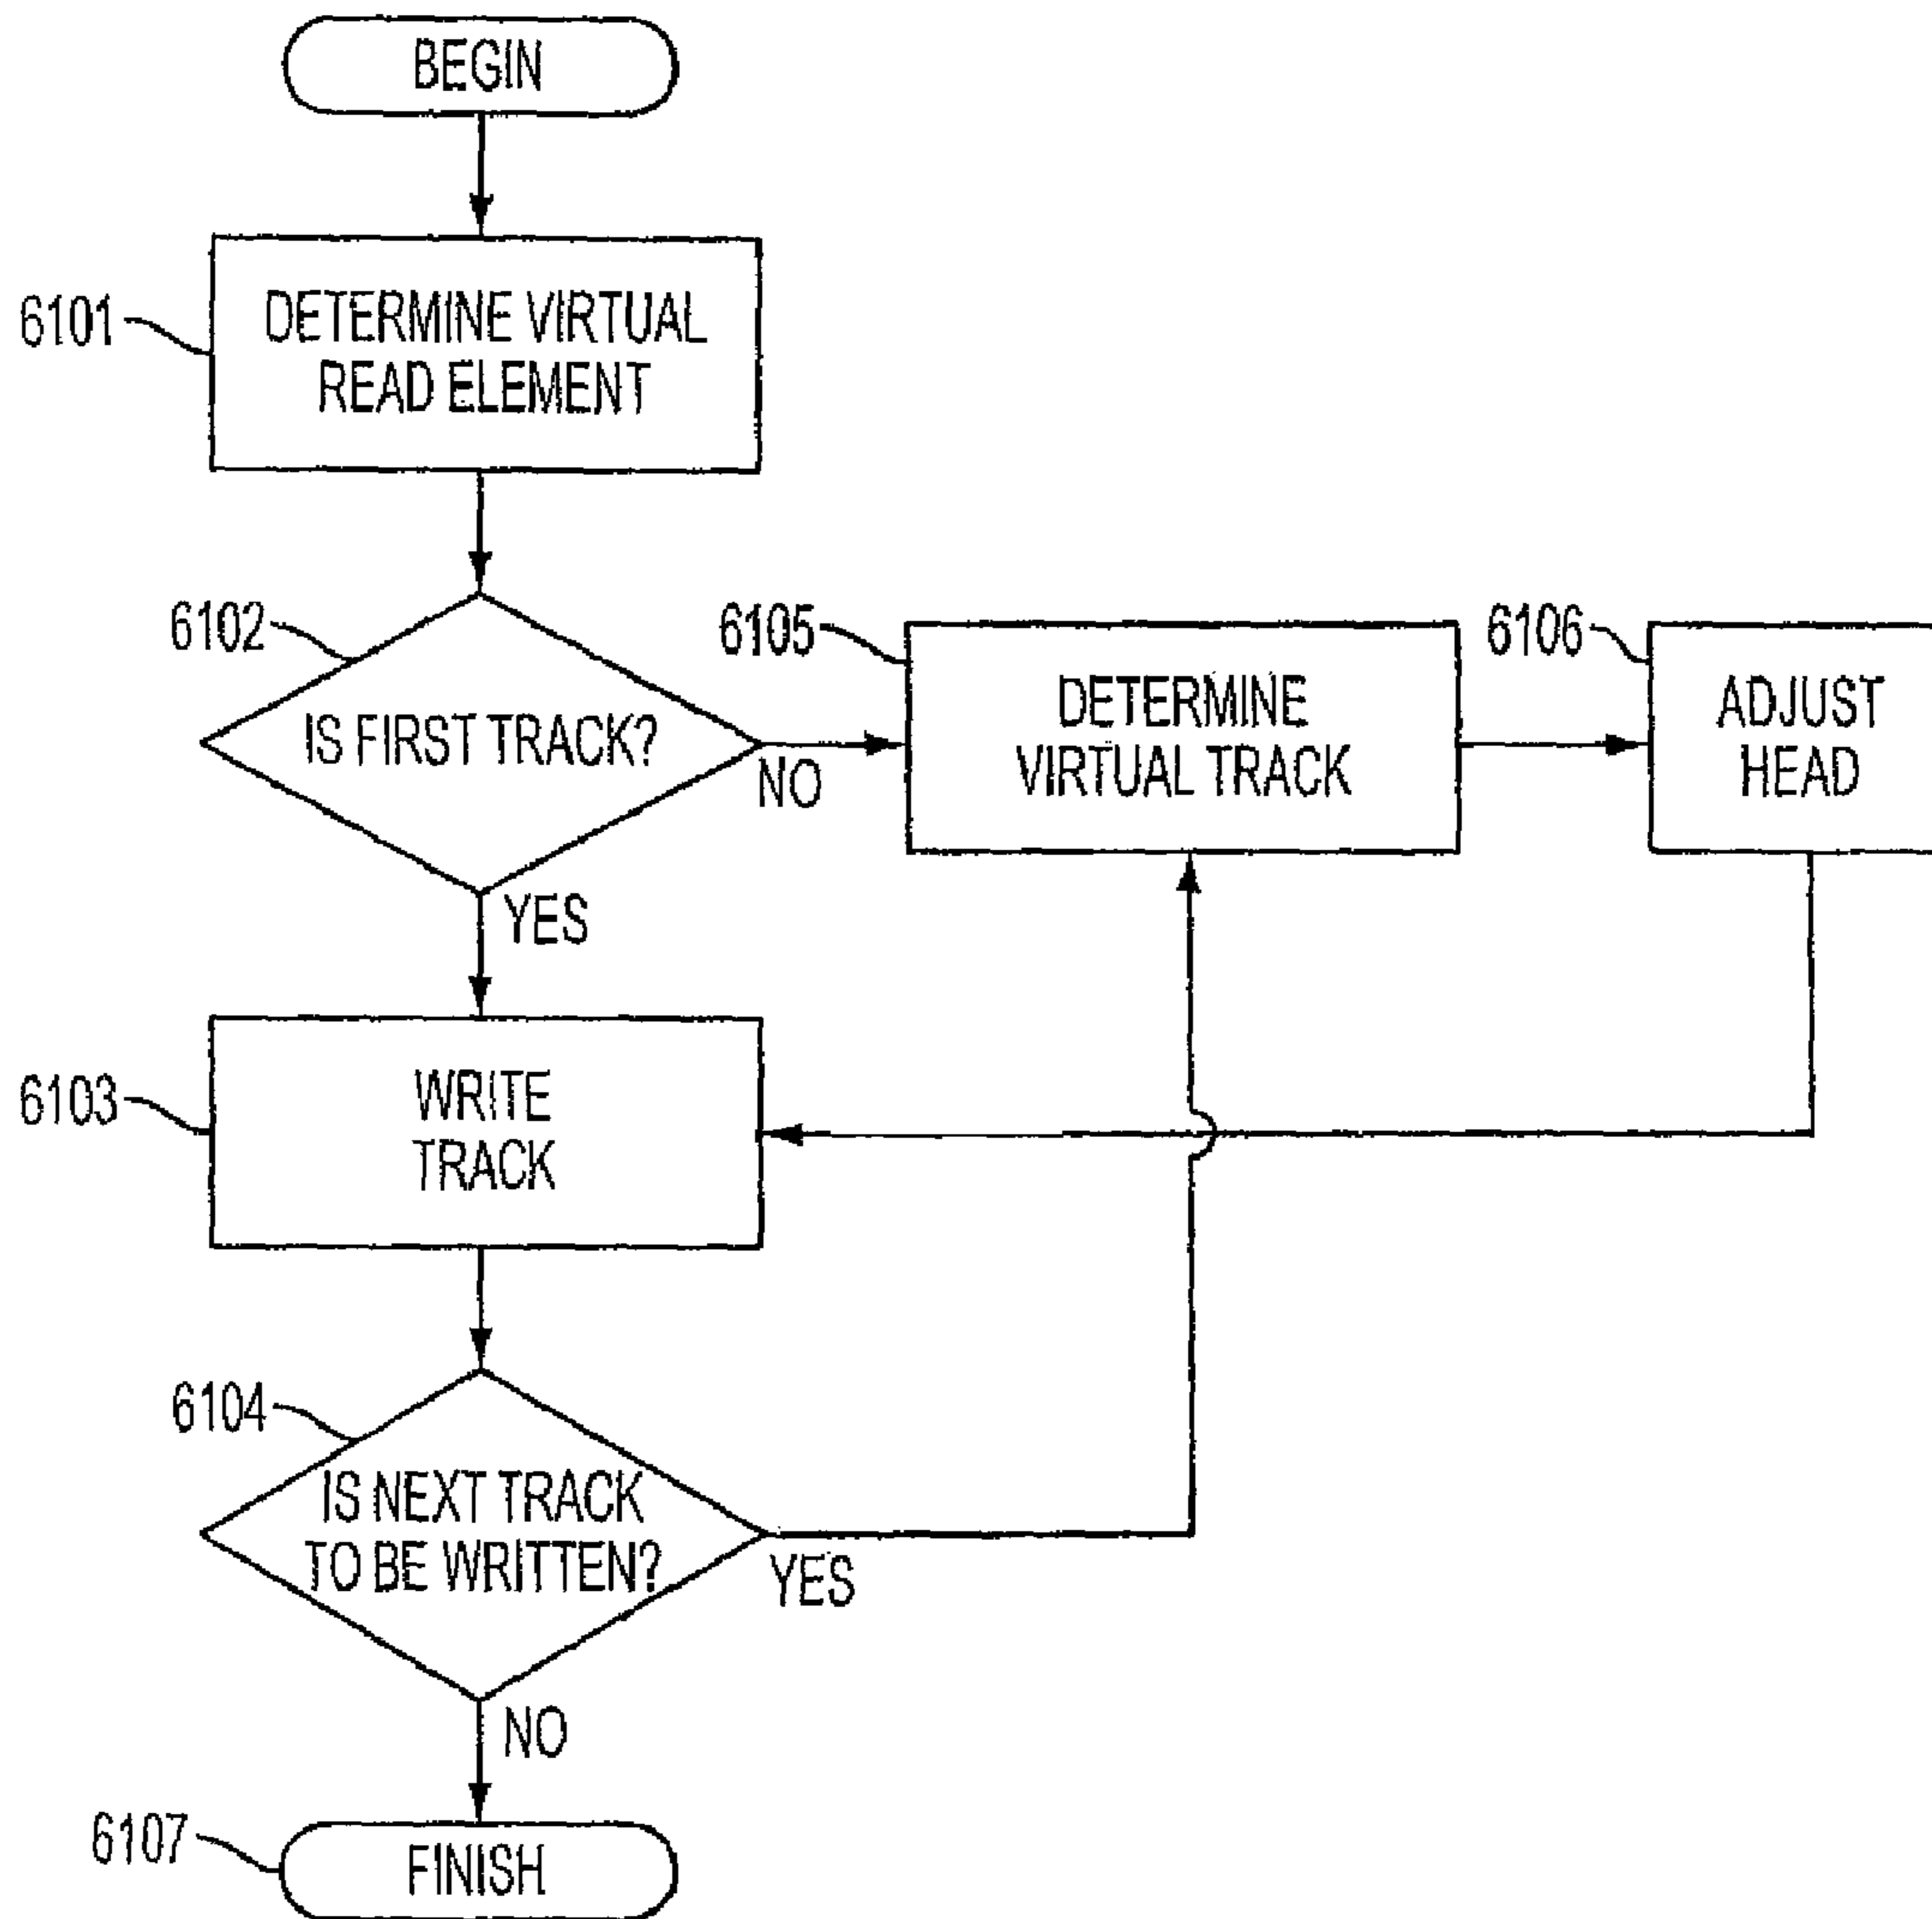 BEGIN
6101
DETERMINE VIRTUAL
READ ELEMENT
6102
IS FIRST TRACK?
NO
YES
6105
DETERMINE
VIRTUAL TRACK
6106
ADJUST
HEAD
6103
WRITE
TRACK
6104
IS NEXT TRACK
TO BE WRITTEN?
YES
NO
6107
FINISH